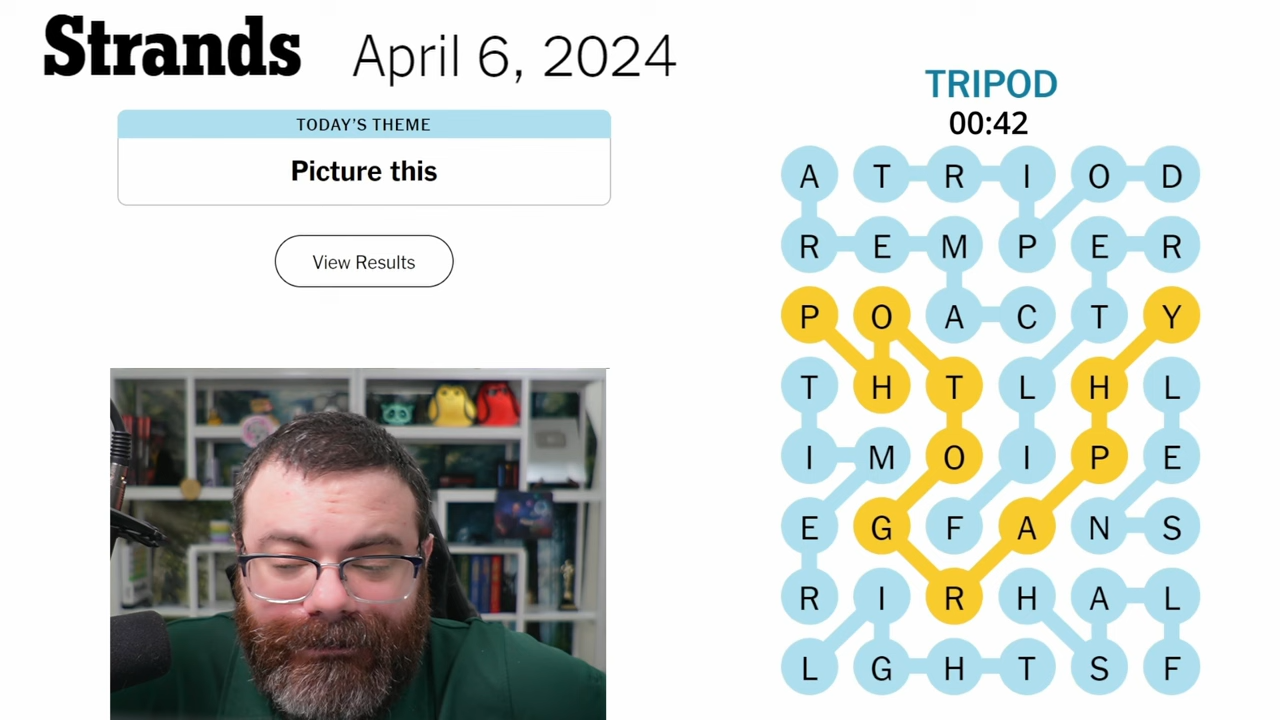 Strands
April 6, 2024
TODAY'S THEME
Picture this
View Results
TRIPOD
00:42
A T R I O D
R E M P E R
P O A C T Y
T H T L H L
I M O I P E
E G F A N S
R I R H A L
L G H T S F